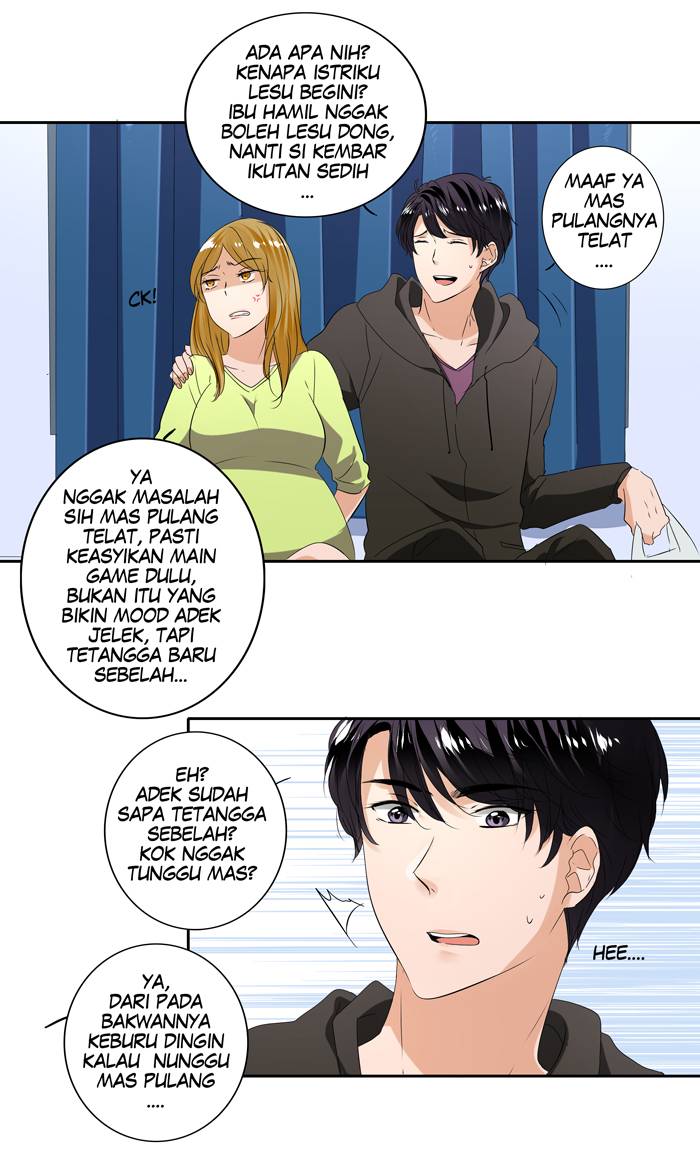 ADA APA NIH?
KENAPA ISTRIKU
LESU BEGINI?
IBU HAMIL NGGAK
BOLEH LESU DONG,
NANTI SI KEMBAR
IKUTAN SEDIH
...
MAAF YA
MAS
PULANGNYA
TELAT
....
CK!
YA
NGGAK MASALAH
SIH MAS PULANG
TELAT, PASTI
KEASYIKAN MAIN
GAME DULU,
BUKAN ITU YANG
BIKIN MOOD ADEK
JELEK, TAPI
TETANGGA BARU
SEBELAH...
EH?
ADEK SUDAH
SAPA TETANGGA
SEBELAH?
KOK NGGAK
TUNGGU MAS?
HEE....
YA,
DARI PADA
BAKWANNYA
KEBURU DINGIN
KALAU NUNGGU
MAS PULANG
....